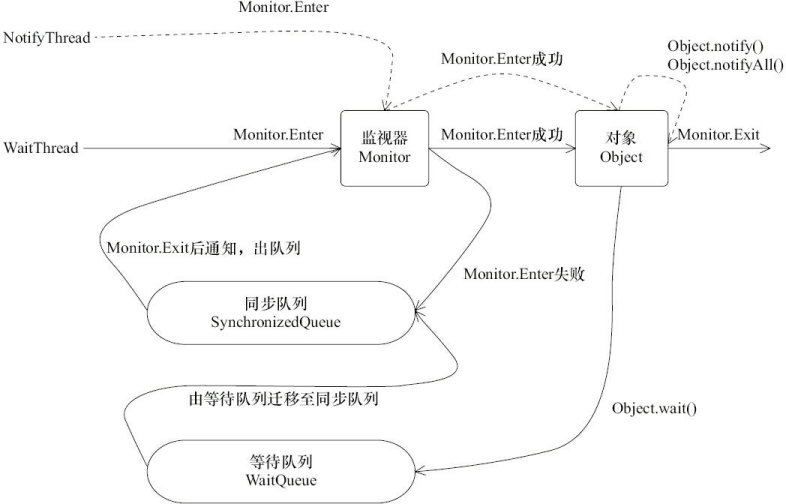 Monitor.Enter
NotifyThread
Monitor.Enter成功
Object.notify()
Object.notifyAll()
WaitThread
Monitor.Enter
监视器
Monitor
Monitor.Enter成功
对象
Object
Monitor.Exit
Monitor.Exit后通知，出队列
Monitor.Enter失败
同步队列
SynchronizedQueue
由等待队列迁移至同步队列
Object.wait()
等待队列
WaitQueue